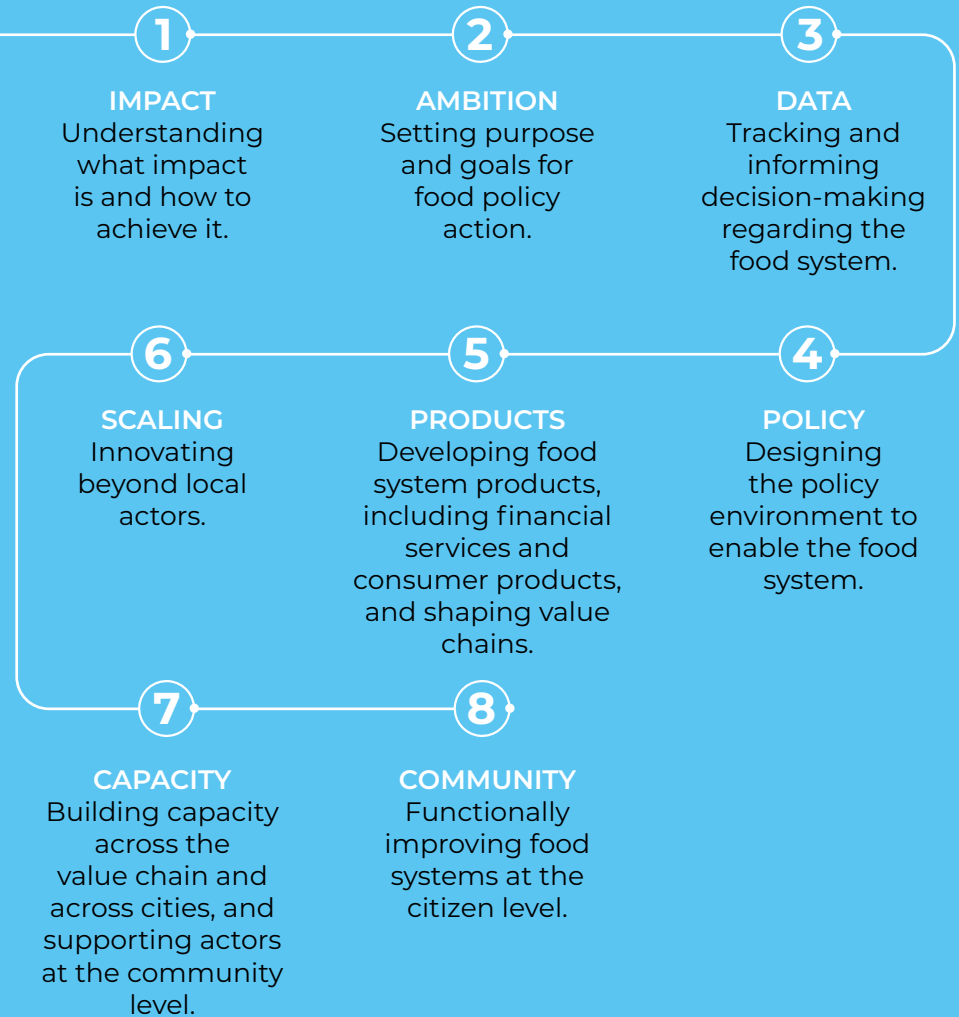 1
IMPACT
Understanding
what impact
is and how to
achieve it.
2
AMBITION
Setting purpose
and goals for
food policy
action.
3
DATA
Tracking and
informing
decision-making
regarding the
food system.
4
POLICY
Designing
the policy
environment to
enable the food
system.
5
PRODUCTS
Developing food
system products,
including financial
services and
consumer products,
and shaping value
chains.
6
SCALING
Innovating
beyond local
actors.
7
CAPACITY
Building capacity
across the
value chain and
across cities, and
supporting actors
at the community
level.
8
COMMUNITY
Functionally
improving food
systems at the
citizen level.